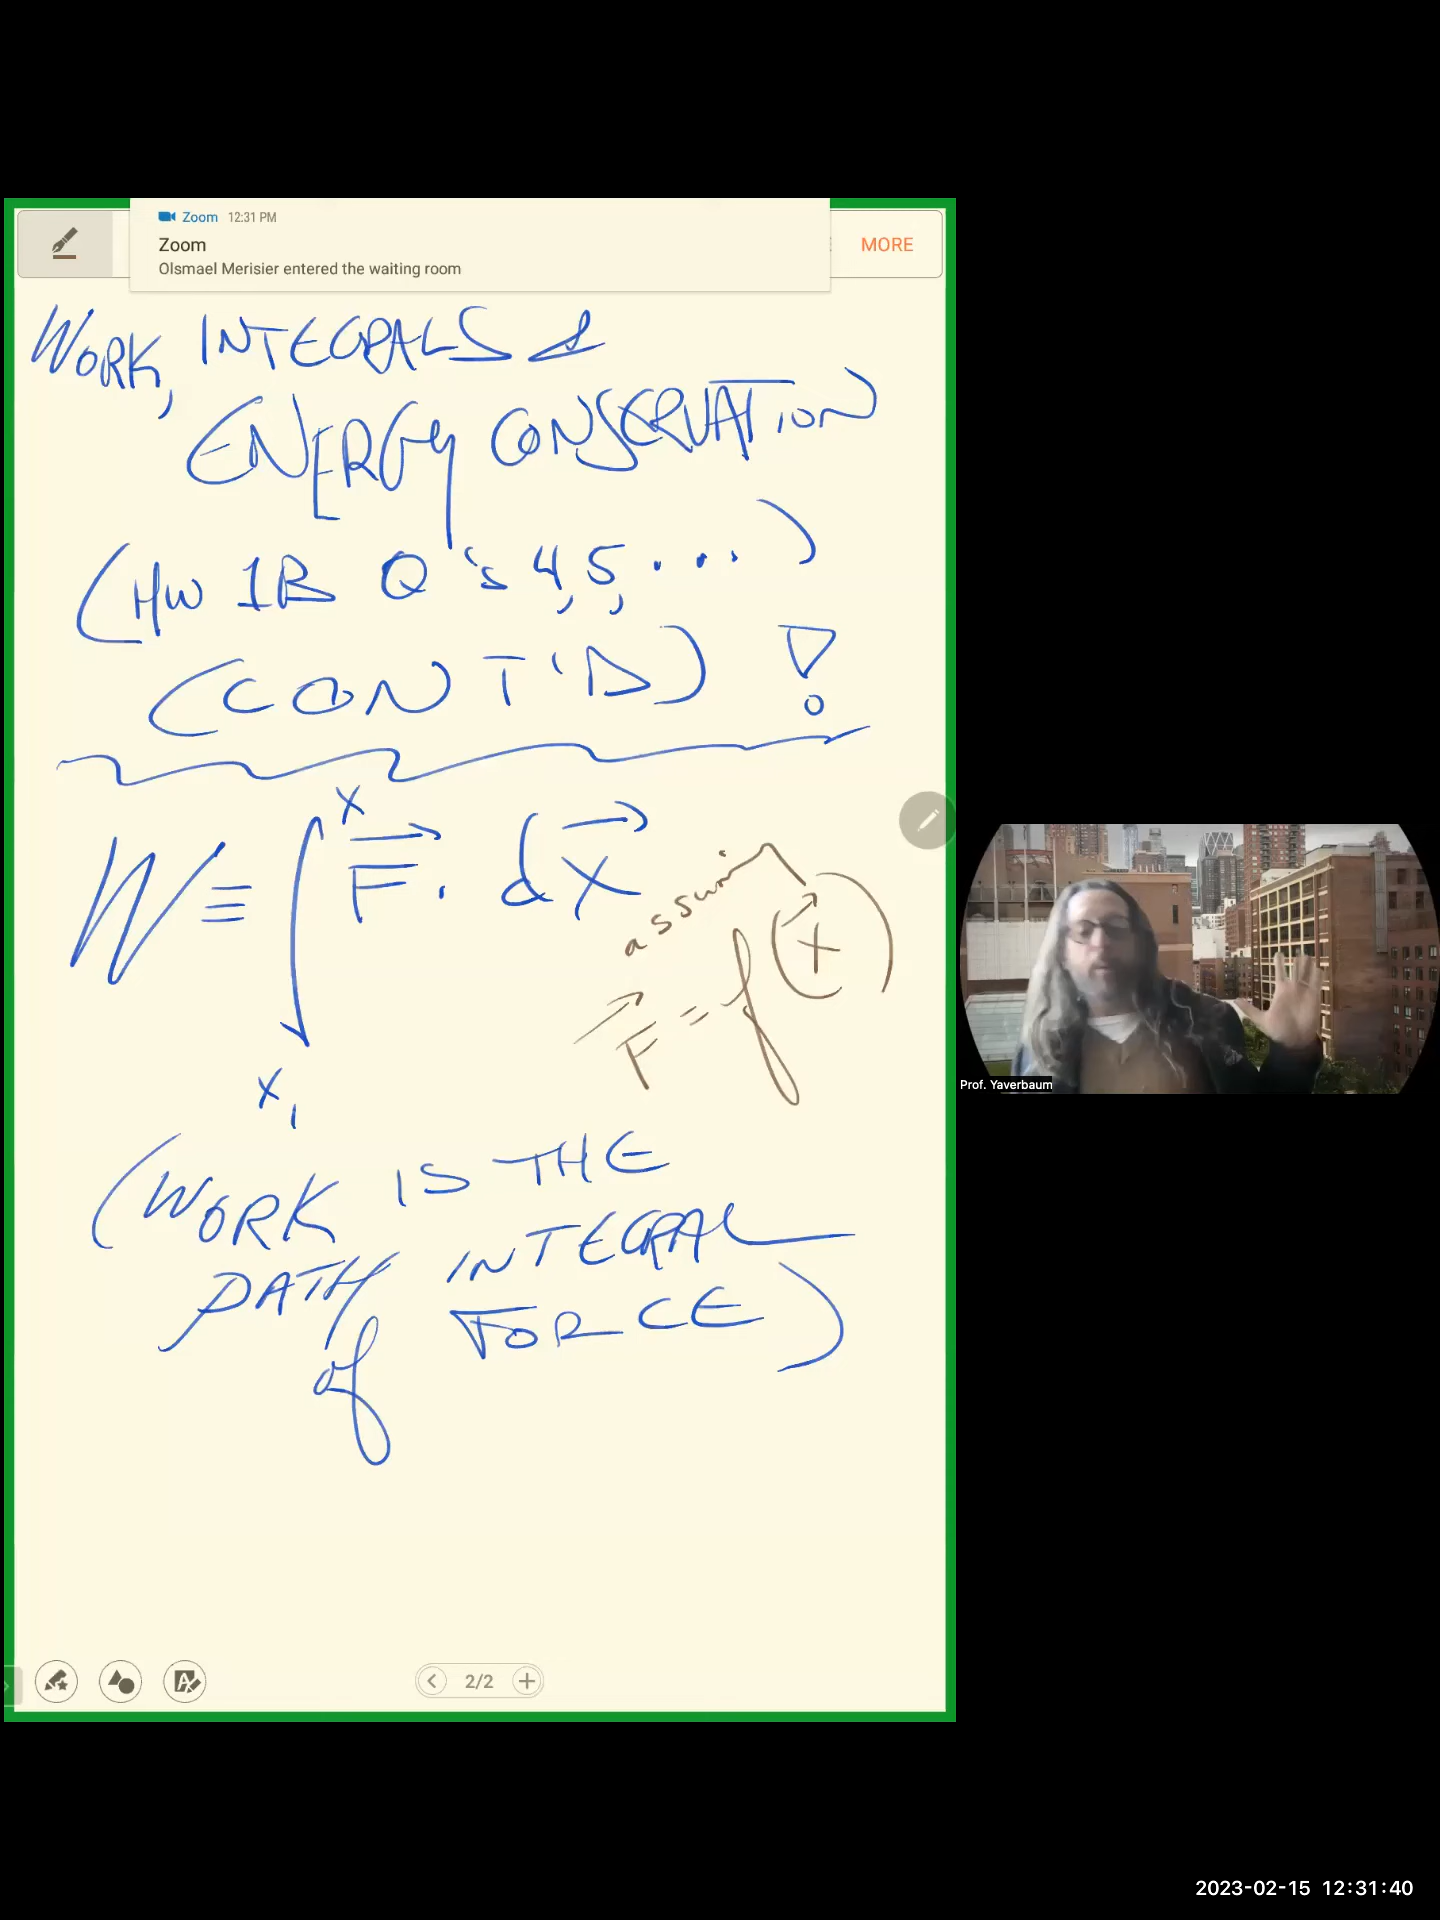 Zoom 12:31 PM
Zoom
Olsmael Merisier entered the waiting room
MORE
WORK, INTEGRALS &
ENERGY CONSERVATION
(HW 1B Q's 4, 5, ...)
(CONT'D) !
W ≡ ∫ₓ₁ˣ F⃗ · dx⃗
assuming
F⃗ = f(x⃗)
(WORK IS THE
PATH INTEGRAL
of FORCE)
Prof. Yaverbaum
2/2
2023-02-15 12:31:40